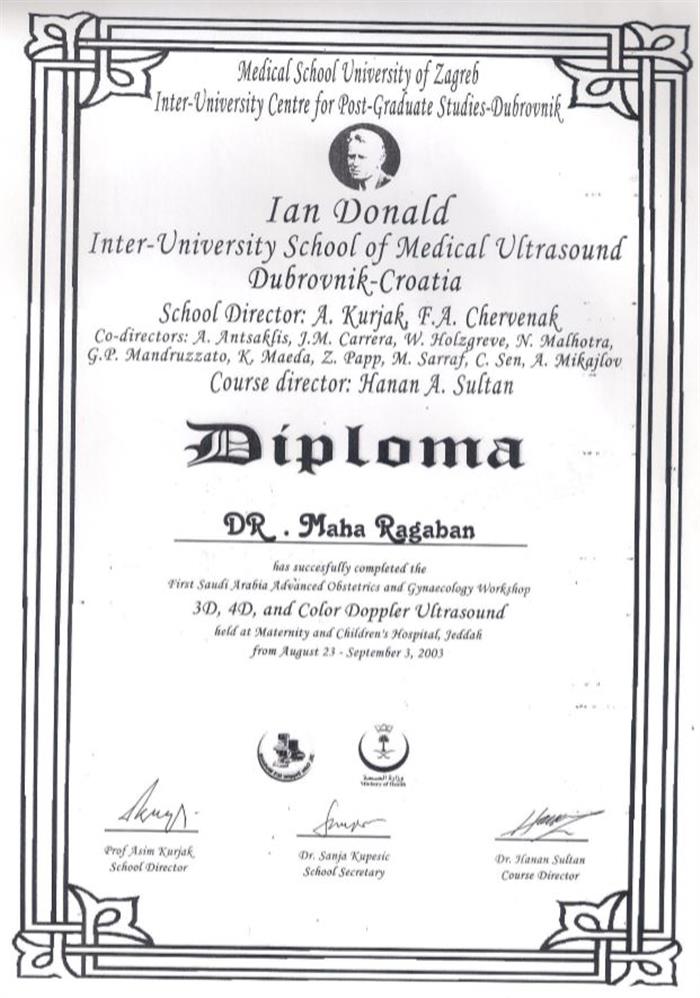 Medical School University of Zagreb
Inter-University Centre for Post-Graduate Studies-Dubrovnik
Ian Donald
Inter-University School of Medical Ultrasound
Dubrovnik-Croatia
School Director: A. Kurjak, F.A. Chervenak
Co-directors: A. Antsaklis, J.M. Carrera, W. Holzgreve, N. Malhotra,
G.P. Mandruzzato, K. Maeda, Z. Papp, M. Sarraf, C. Sen, A. Mikajlov
Course director: Hanan A. Sultan
Diploma
DR . Maha Ragaban
has succesfully completed the
First Saudi Arabia Advanced Obstetrics and Gynaecology Workshop
3D, 4D, and Color Doppler Ultrasound
held at Maternity and Children's Hospital, Jeddah
from August 23 - September 3, 2003
وزارة الصحة
Ministry of Health
Prof Asim Kurjak
School Director
Dr. Sanja Kupesic
School Secretary
Dr. Hanan Sultan
Course Director